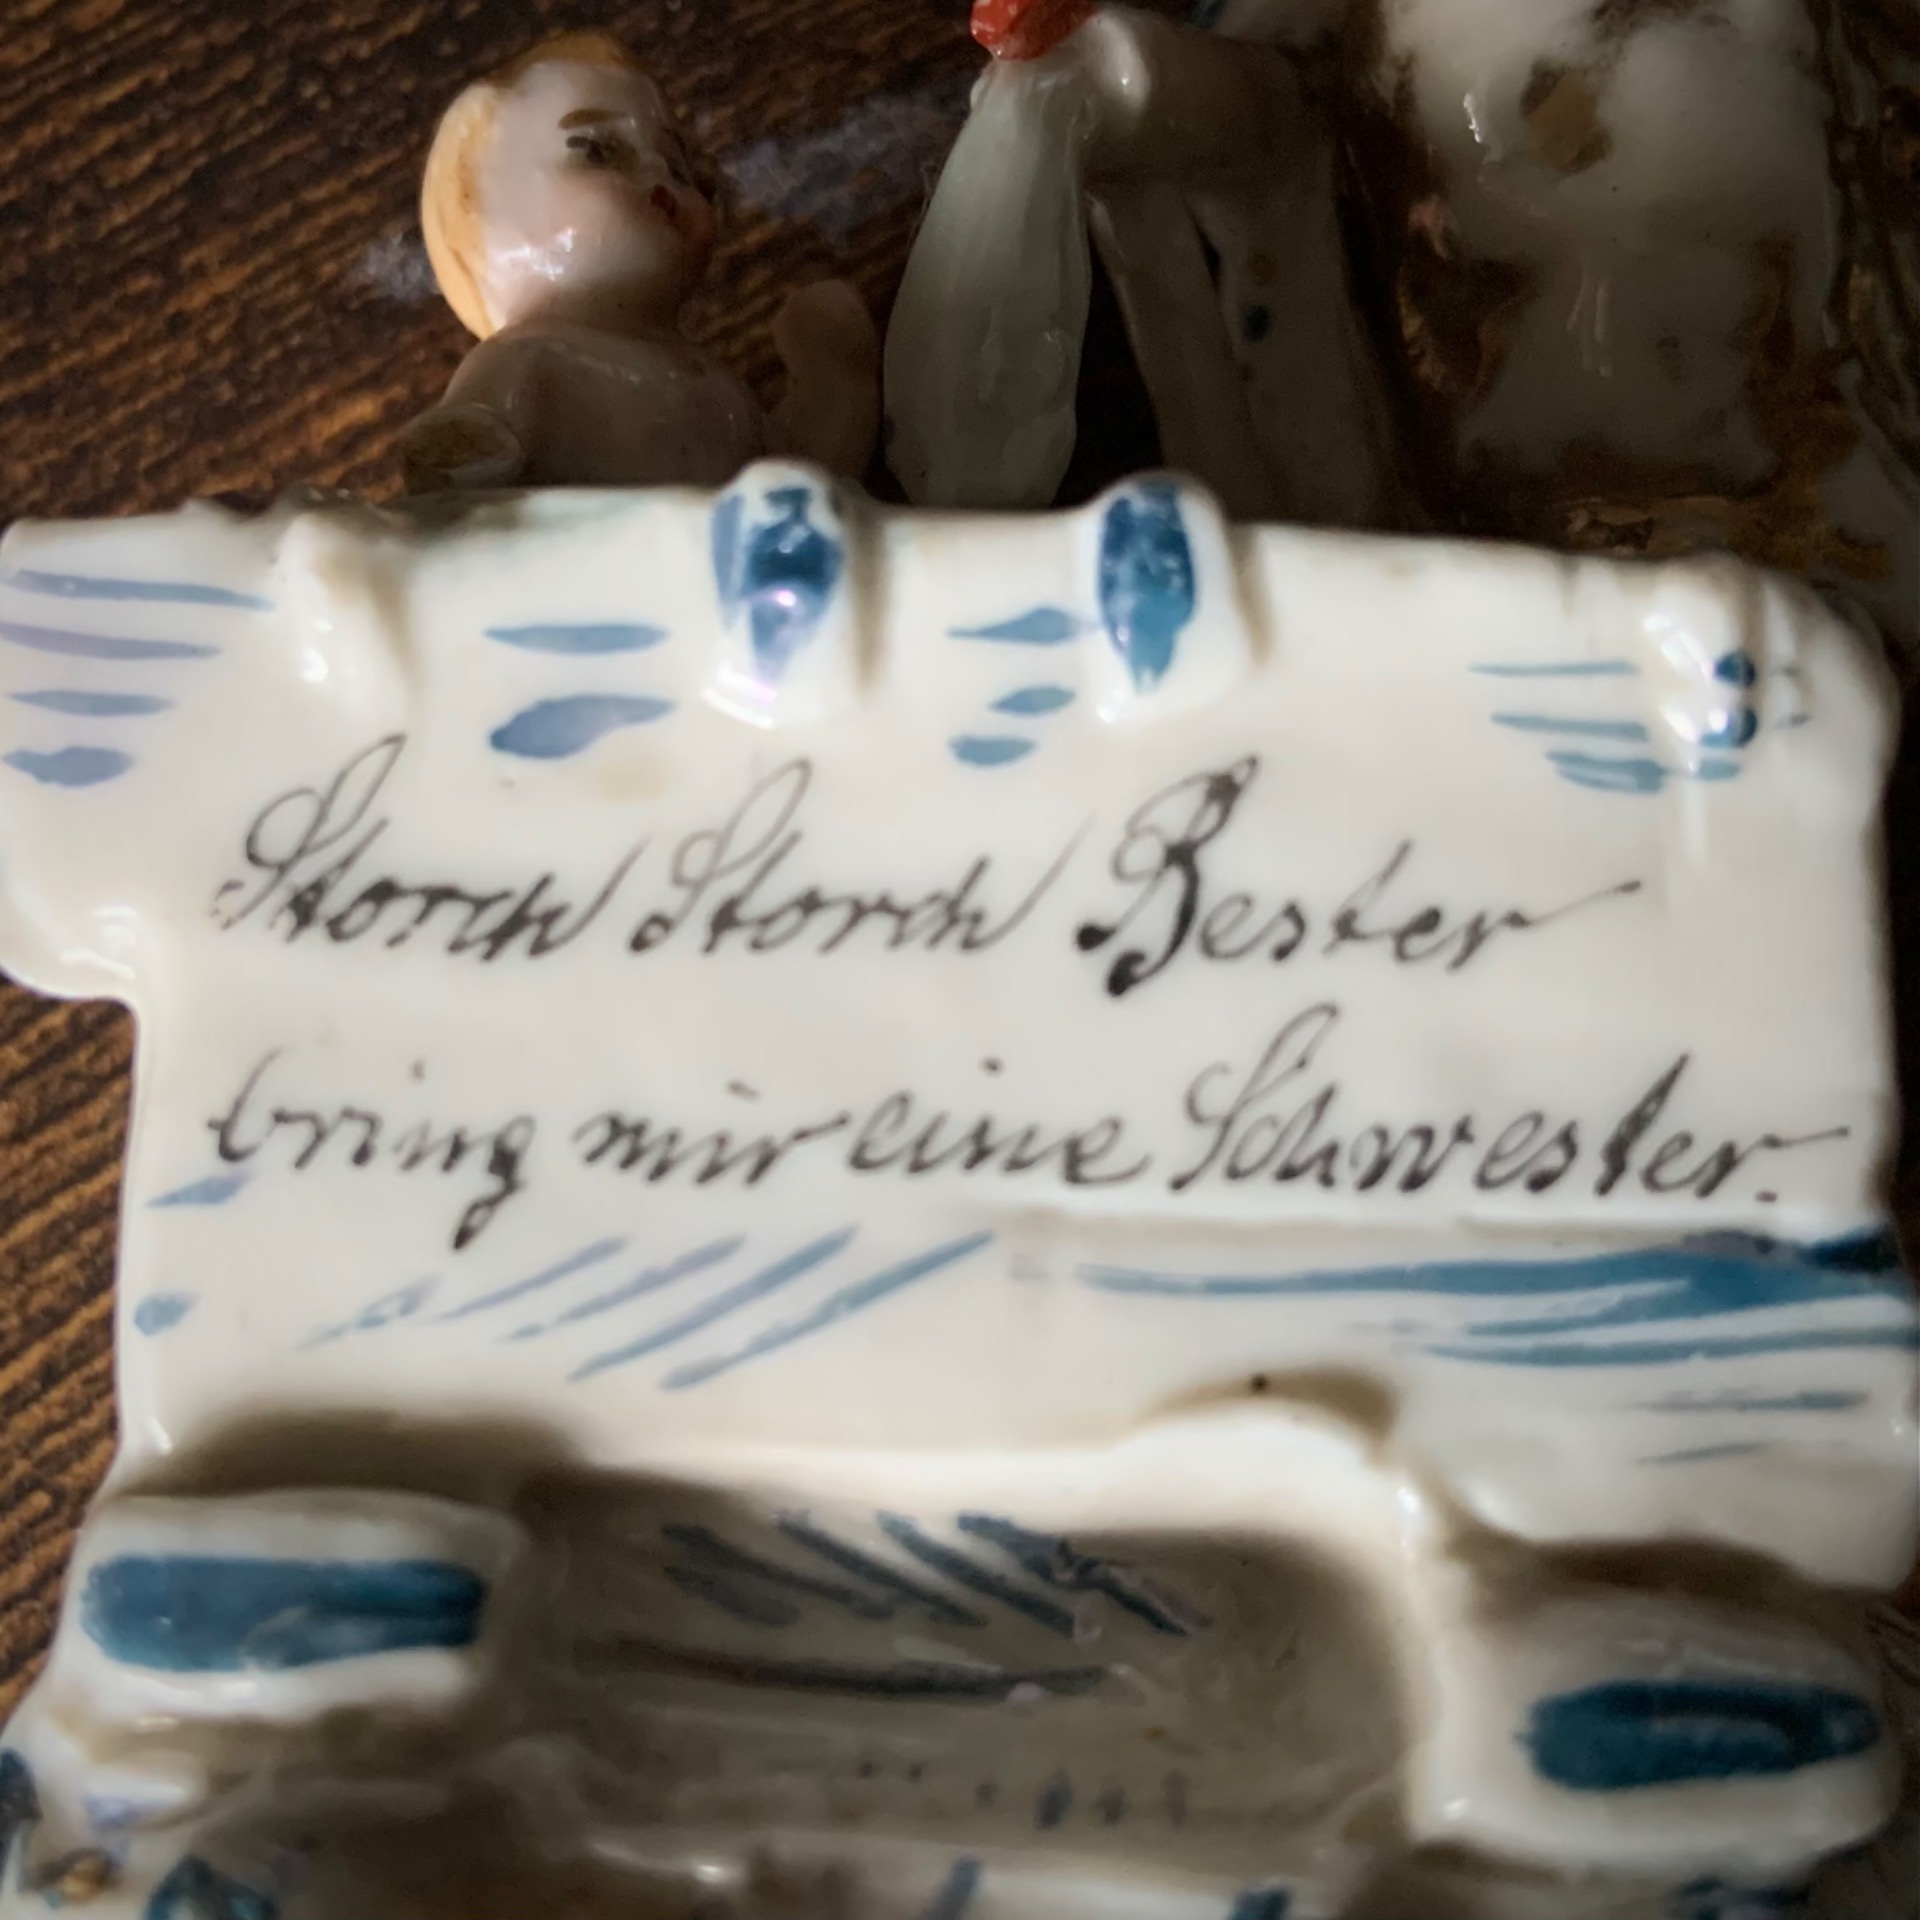 Storch Storch Bester
bring mir eine Schwester.